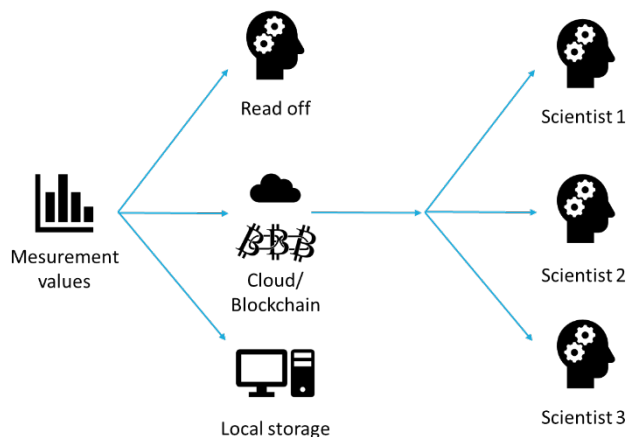 Read off
Scientist 1
Mesurement
values
Cloud/
Blockchain
Scientist 2
Local storage
Scientist 3